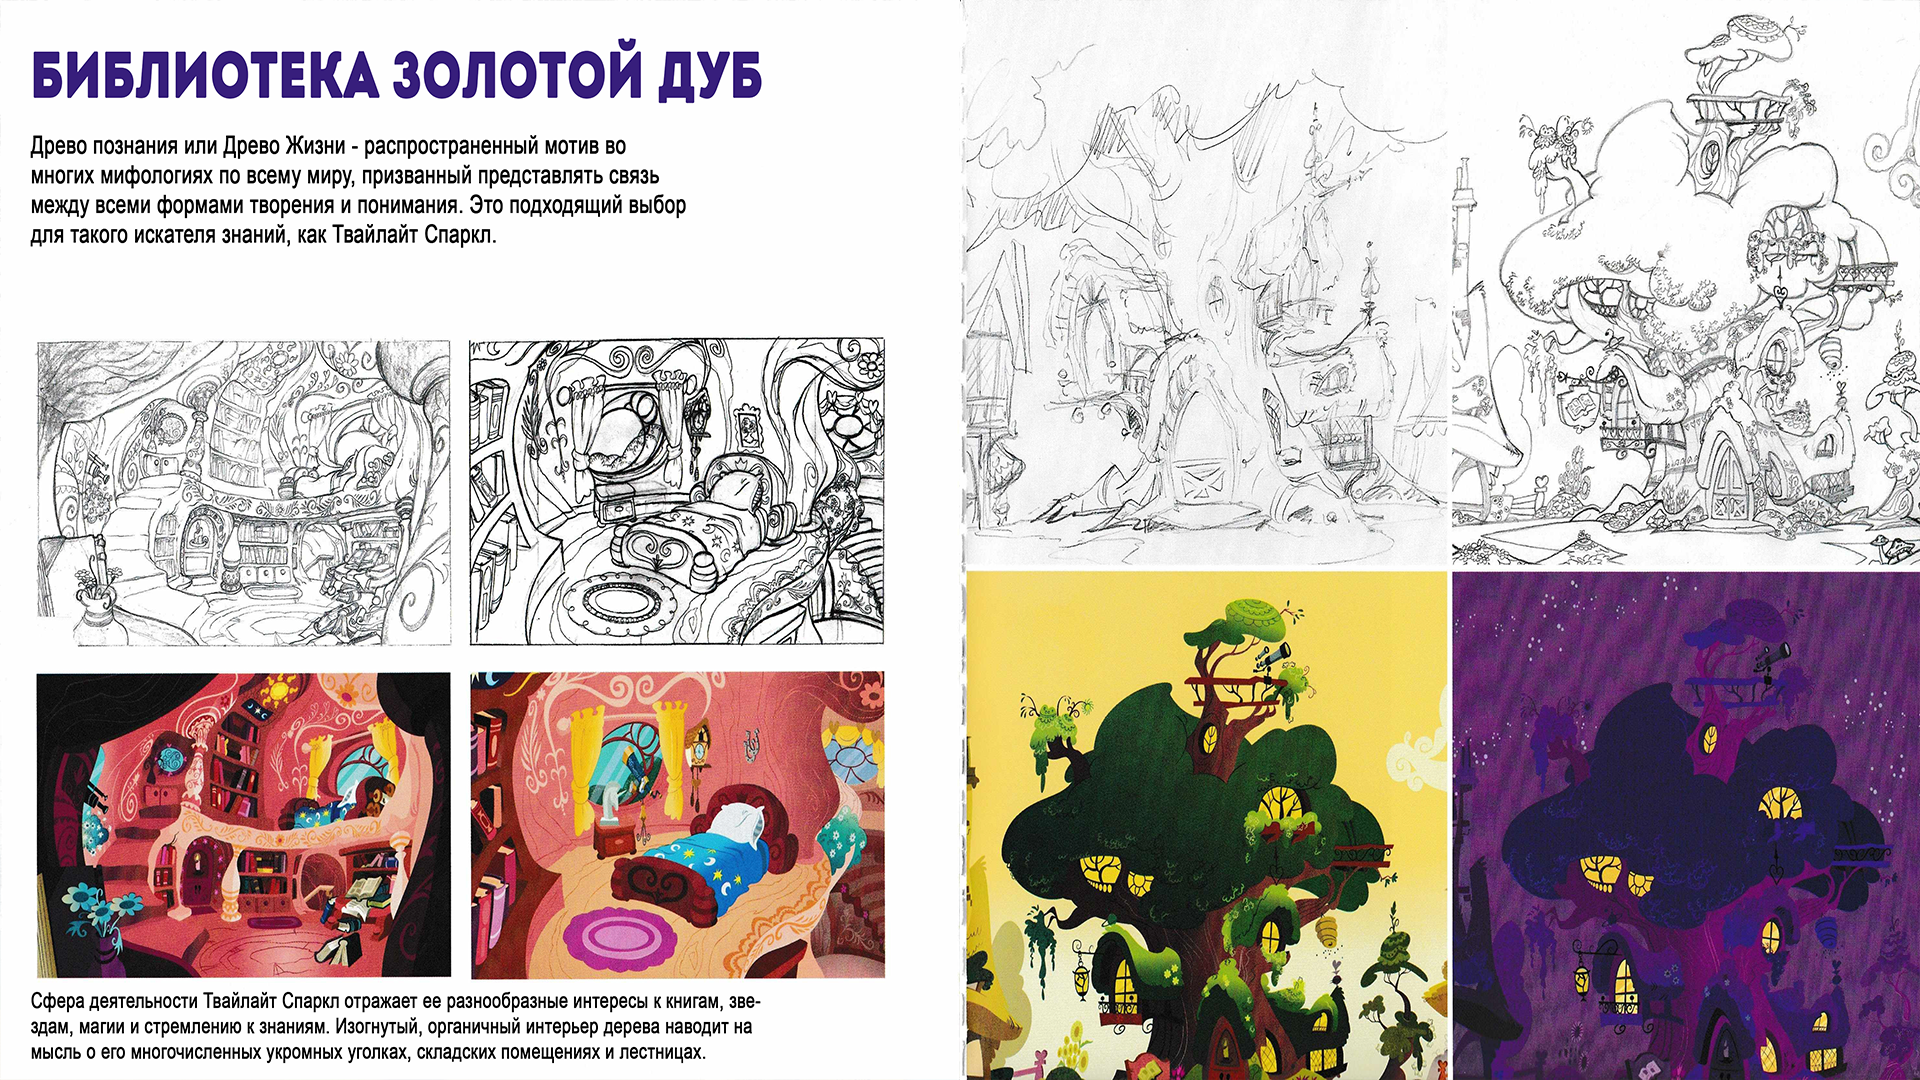 БИБЛИОТЕКА ЗОЛОТОЙ ДУБ
Древо познания или Древо Жизни - распространенный мотив во
многих мифологиях по всему миру, призванный представлять связь
между всеми формами творения и понимания. Это подходящий выбор
для такого искателя знаний, как Твайлайт Спаркл.
Сфера деятельности Твайлайт Спаркл отражает ее разнообразные интересы к книгам, зве-
здам, магии и стремлению к знаниям. Изогнутый, органичный интерьер дерева наводит на
мысль о его многочисленных укромных уголках, складских помещениях и лестницах.